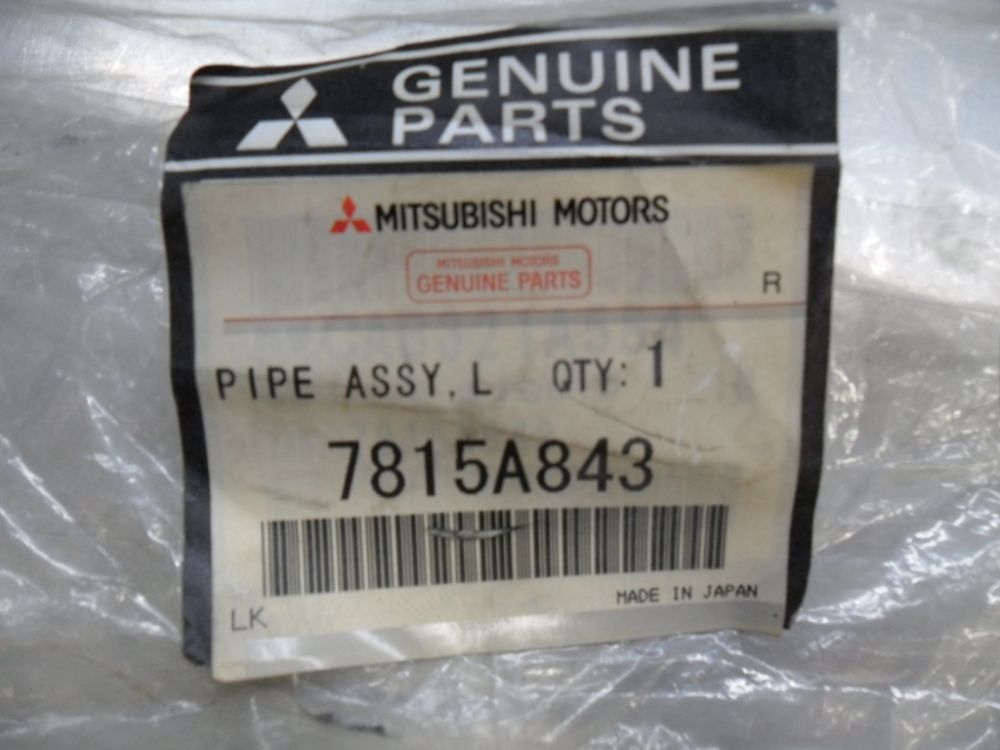 GENUINE
PARTS
MITSUBISHI MOTORS
MITSUBISHI MOTORS
GENUINE PARTS
R
PIPE ASSY, L QTY: 1
7815A843
MADE IN JAPAN
LK